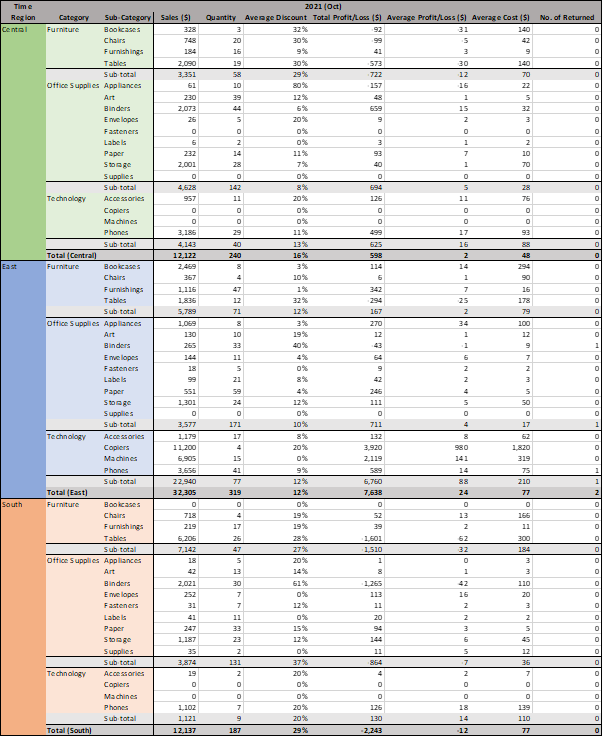 Time 2021 (Oct)
Region Category Sub-Category Sales ($) Quantity Average Discount Total Profit/Loss ($) Average Profit/Loss ($) Average Cost ($) No. of Returned
Central Furniture Bookcases 328 3 32% -92 -31 140 0
Chairs 748 20 30% -99 -5 42 0
Furnishings 184 16 9% 41 3 9 0
Tables 2,090 19 30% -573 -30 140 0
Sub-total 3,351 58 29% -722 -12 70 0
Office Supplies Appliances 61 10 80% -157 -16 22 0
Art 230 39 12% 48 1 5 0
Binders 2,073 44 6% 659 15 32 0
Envelopes 26 5 20% 9 2 3 0
Fasteners 0 0 0% 0 0 0 0
Labels 6 2 0% 3 1 2 0
Paper 232 14 11% 93 7 10 0
Storage 2,001 28 7% 40 1 70 0
Supplies 0 0 0% 0 0 0 0
Sub-total 4,628 142 8% 694 5 28 0
Technology Accessories 957 11 20% 126 11 76 0
Copiers 0 0 0% 0 0 0 0
Machines 0 0 0% 0 0 0 0
Phones 3,186 29 11% 499 17 93 0
Sub-total 4,143 40 13% 625 16 88 0
Total (Central) 12,122 240 16% 598 2 48 0
East Furniture Bookcases 2,469 8 3% 114 14 294 0
Chairs 367 4 10% 6 1 90 0
Furnishings 1,116 47 1% 342 7 16 0
Tables 1,836 12 32% -294 -25 178 0
Sub-total 5,789 71 12% 167 2 79 0
Office Supplies Appliances 1,069 8 3% 270 34 100 0
Art 130 10 19% 12 1 12 0
Binders 265 33 40% -43 -1 9 1
Envelopes 144 11 4% 64 6 7 0
Fasteners 18 5 0% 9 2 2 0
Labels 99 21 8% 42 2 3 0
Paper 551 59 4% 246 4 5 0
Storage 1,301 24 12% 111 5 50 0
Supplies 0 0 0% 0 0 0 0
Sub-total 3,577 171 10% 711 4 17 1
Technology Accessories 1,179 17 8% 132 8 62 0
Copiers 11,200 4 20% 3,920 980 1,820 0
Machines 6,905 15 22% 2,119 141 319 0
Phones 3,656 41 9% 589 14 75 1
Sub-total 22,940 77 12% 6,760 88 210 1
Total (East) 32,305 319 12% 7,638 24 77 2
South Furniture Bookcases 0 0 0% 0 0 0 0
Chairs 718 4 19% 52 13 166 0
Furnishings 219 17 19% 39 2 11 0
Tables 6,206 26 28% -1,601 -62 300 0
Sub-total 7,142 47 27% -1,510 -32 184 0
Office Supplies Appliances 18 5 20% 1 0 3 0
Art 42 13 14% 8 1 3 0
Binders 2,021 30 61% -1,265 -42 110 0
Envelopes 252 7 0% 113 16 20 0
Fasteners 31 7 12% 11 2 3 0
Labels 41 11 0% 20 2 2 0
Paper 247 33 15% 94 3 5 0
Storage 1,187 23 12% 144 6 45 0
Supplies 35 2 0% 11 5 12 0
Sub-total 3,874 131 37% -864 -7 36 0
Technology Accessories 19 2 20% 4 2 7 0
Copiers 0 0 0% 0 0 0 0
Machines 0 0 0% 0 0 0 0
Phones 1,102 7 20% 126 18 139 0
Sub-total 1,121 9 20% 130 14 110 0
Total (South) 12,137 187 29% -2,243 -12 77 0